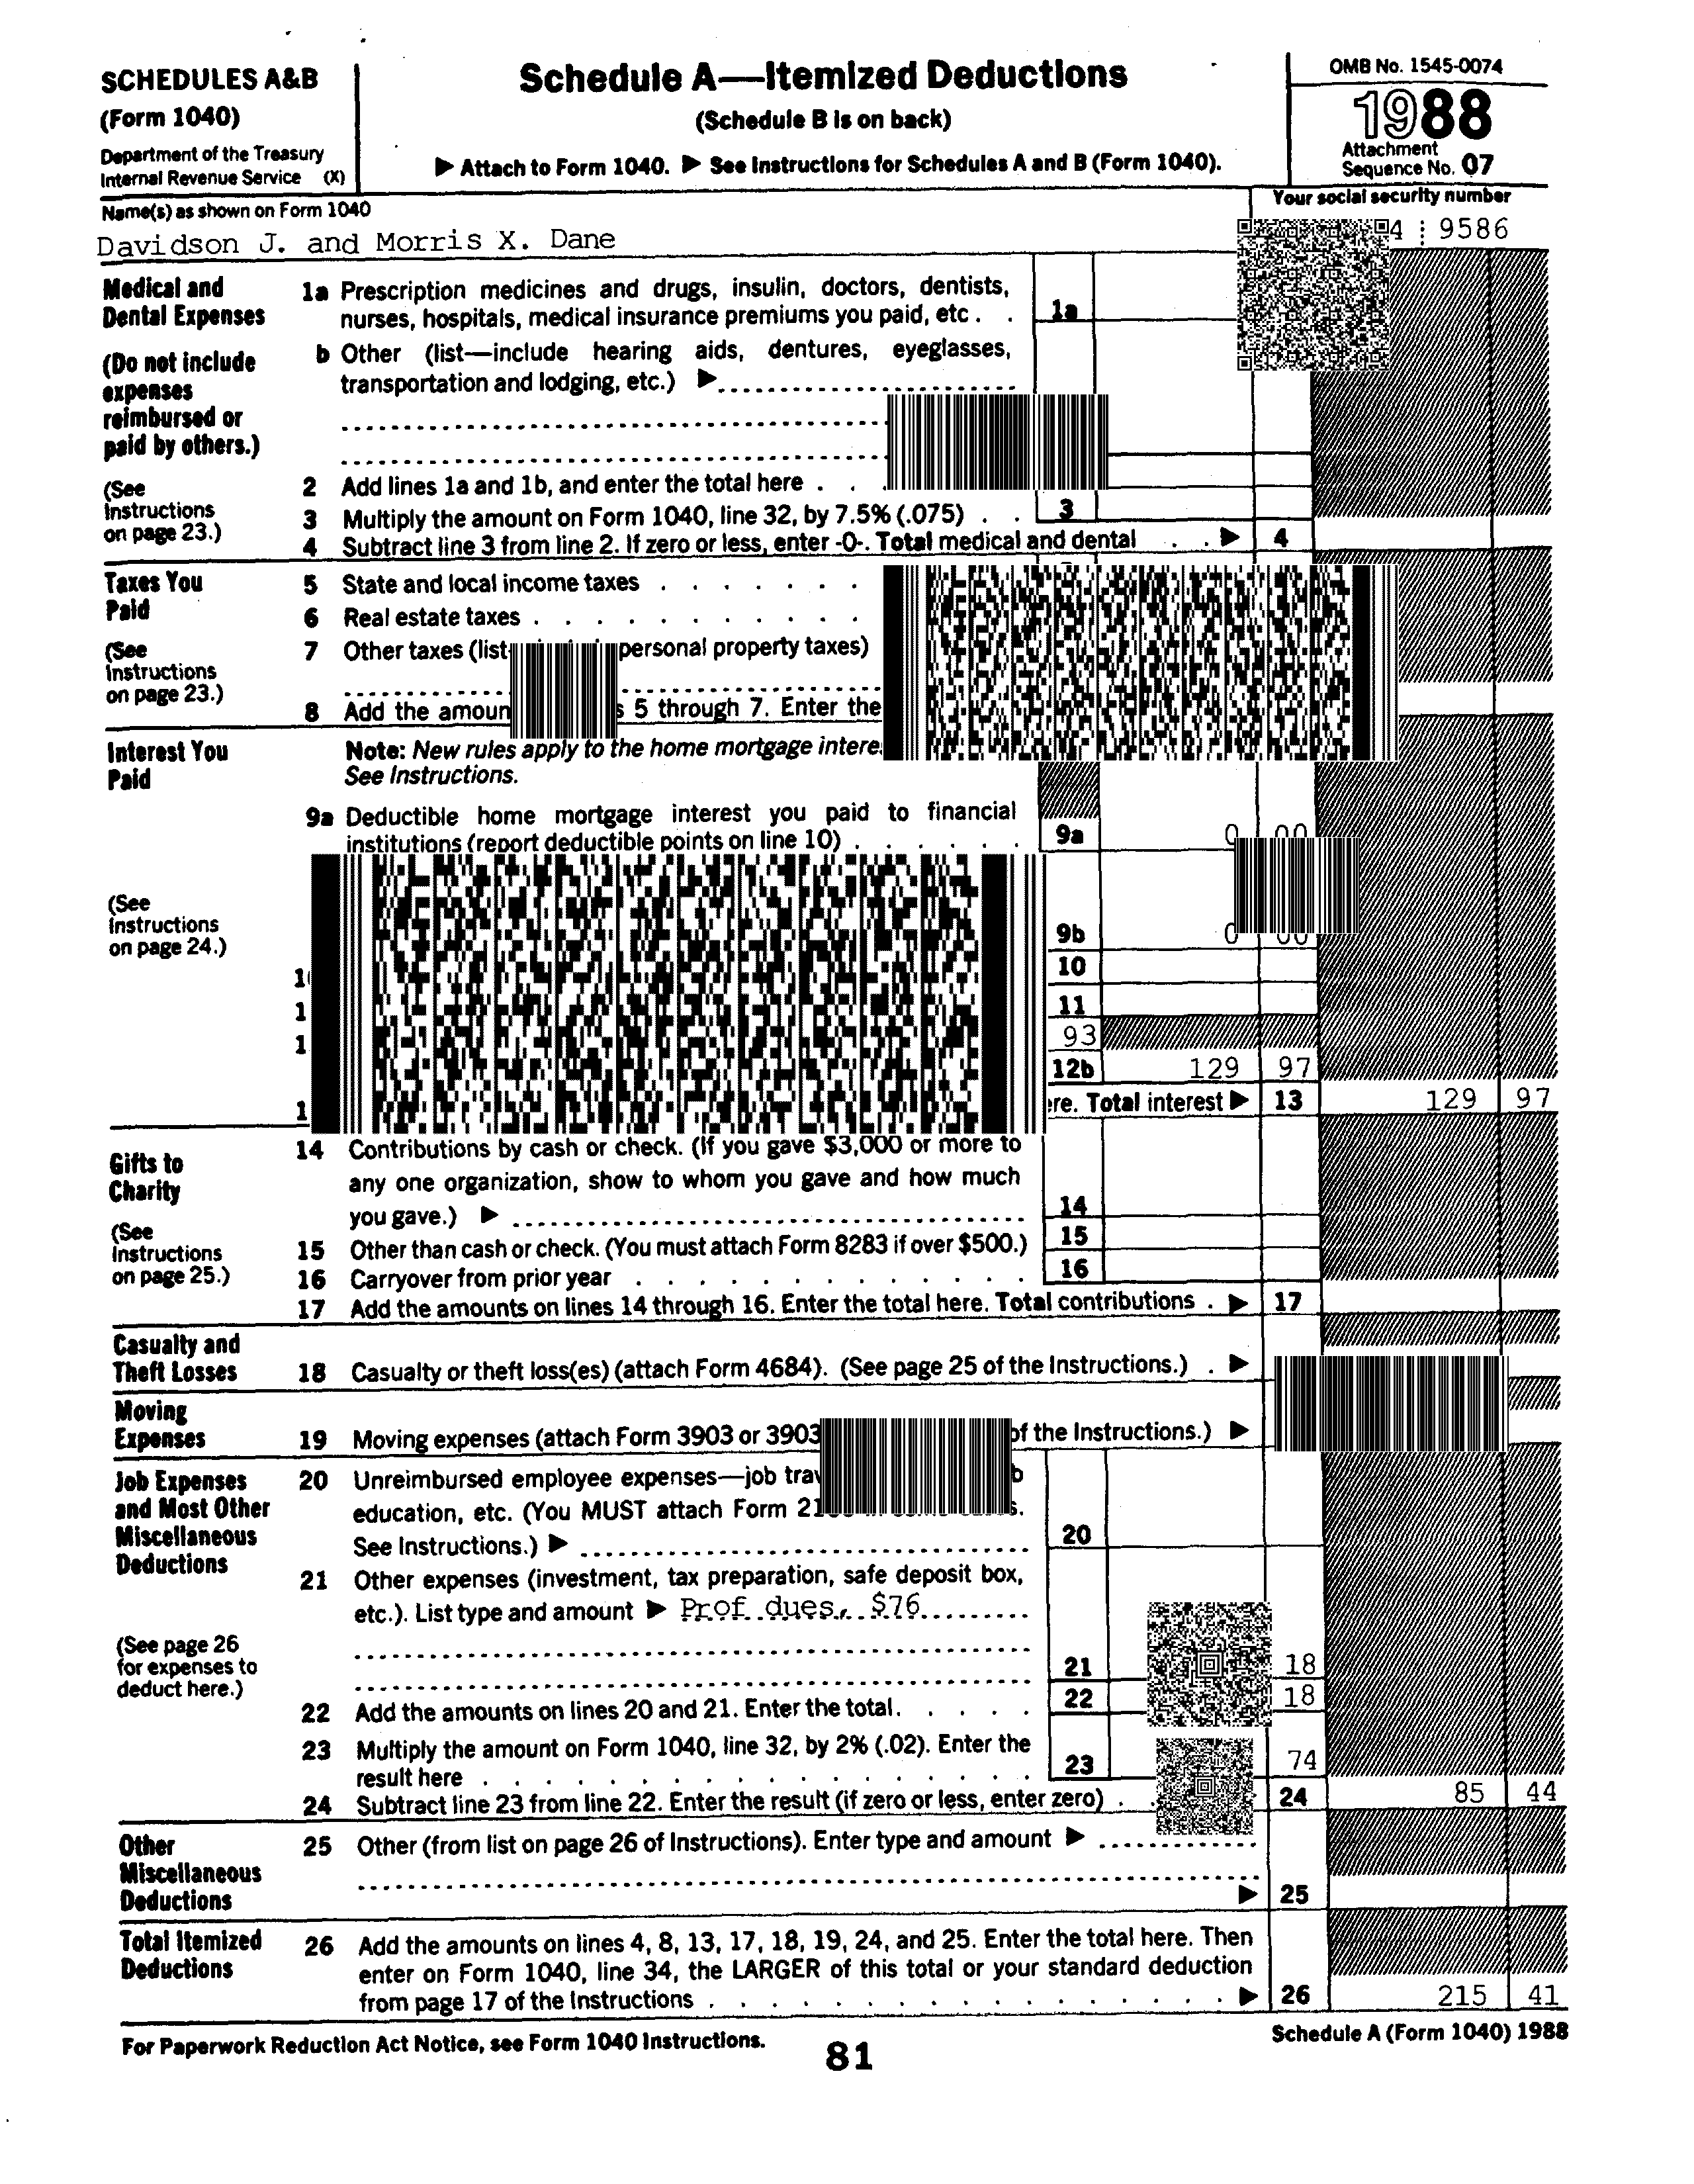 SCHEDULES A&B
(Form 1040)
Department of the Treasury
Internal Revenue Service (X)
Schedule A—Itemized Deductions
(Schedule B is on back)
▶ Attach to Form 1040. ▶ See Instructions for Schedules A and B (Form 1040).
OMB No. 1545-0074
1988
Attachment
Sequence No. 07
Name(s) as shown on Form 1040
Your social security number
Davidson J. and Morris X. Dane
4 9586
Medical and
Dental Expenses
(Do not include
expenses
reimbursed or
paid by others.)
(See
Instructions
on page 23.)
1a Prescription medicines and drugs, insulin, doctors, dentists,
nurses, hospitals, medical insurance premiums you paid, etc. . 1a
b Other (list—include hearing aids, dentures, eyeglasses,
transportation and lodging, etc.) ▶
2 Add lines 1a and 1b, and enter the total here . .
3 Multiply the amount on Form 1040, line 32, by 7.5% (.075) . . 3
4 Subtract line 3 from line 2. If zero or less, enter -0-. Total medical and dental . . ▶ 4
Taxes You
Paid
(See
Instructions
on page 23.)
5 State and local income taxes . . . . . . .
6 Real estate taxes . . . . . . . . . . .
7 Other taxes (list personal property taxes)
8 Add the 5 through 7. Enter the
Interest You
Paid
(See
Instructions
on page 24.)
Note: New rules apply to the home mortgage
See Instructions.
9a Deductible home mortgage interest you paid to financial
institutions (report deductible points on line 10) . . . . . . 9a 0
9b 0
10
11
93
12b 129 97
Total interest ▶ 13 129 97
Gifts to
Charity
(See
Instructions
on page 25.)
14 Contributions by cash or check. (If you gave $3,000 or more to
any one organization, show to whom you gave and how much
you gave.) ▶ 14
15 Other than cash or check. (You must attach Form 8283 if over $500.) 15
16 Carryover from prior year . . . . . . . . . . . . 16
17 Add the amounts on lines 14 through 16. Enter the total here. Total contributions . ▶ 17
Casualty and
Theft Losses
18 Casualty or theft loss(es) (attach Form 4684). (See page 25 of the Instructions.) . ▶
Moving
Expenses
19 Moving expenses (attach Form 3903 or 3903 of the Instructions.) ▶
Job Expenses
and Most Other
Miscellaneous
Deductions
(See page 26
for expenses to
deduct here.)
20 Unreimbursed employee expenses—job
education, etc. (You MUST attach Form
See Instructions.) ▶ 20
21 Other expenses (investment, tax preparation, safe deposit box,
etc.). List type and amount ▶ Prof dues, $76
21 18
22 Add the amounts on lines 20 and 21. Enter the total. . . . . 22 18
23 Multiply the amount on Form 1040, line 32, by 2% (.02). Enter the
result here . . . . . . . . . . . . . . . . . 23 74
24 Subtract line 23 from line 22. Enter the result (if zero or less, enter zero) . 24 85 44
Other
Miscellaneous
Deductions
25 Other (from list on page 26 of Instructions). Enter type and amount ▶
▶ 25
Total Itemized
Deductions
26 Add the amounts on lines 4, 8, 13, 17, 18, 19, 24, and 25. Enter the total here. Then
enter on Form 1040, line 34, the LARGER of this total or your standard deduction
from page 17 of the Instructions . . . . . . . . . . . . . . . . . ▶ 26 215 41
For Paperwork Reduction Act Notice, see Form 1040 Instructions.
81
Schedule A (Form 1040) 1988